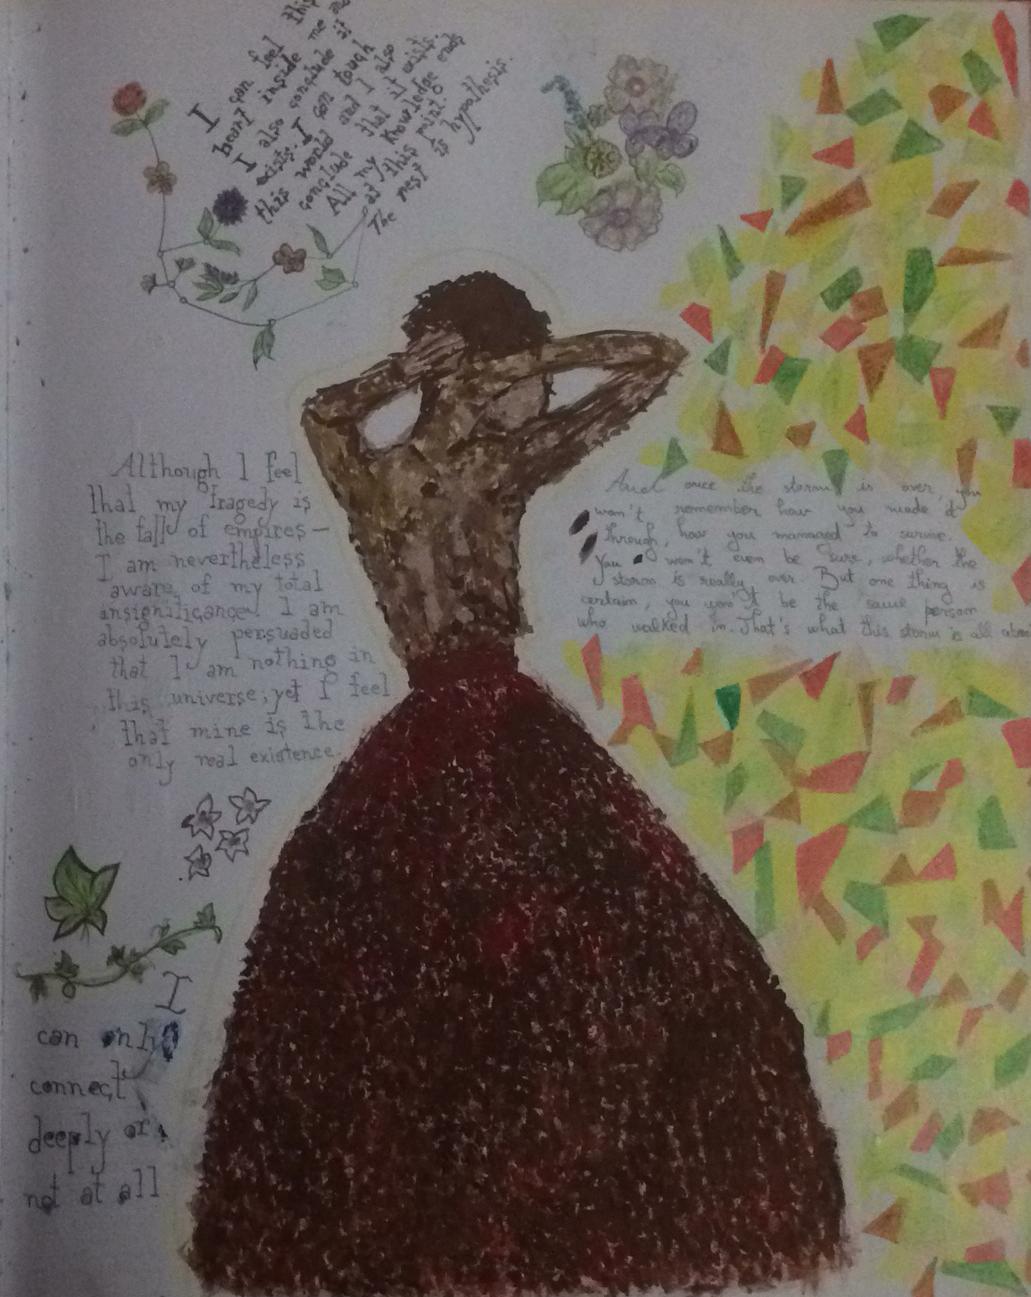 I can feel this
heart inside me and
I also conclude it
exists. I can touch
this world and I also
conclude that it exists.
All my knowledge ends
at this point.
The rest is hypothesis.
Although I feel
that my tragedy is
the fall of empires —
I am nevertheless
aware of my total
insignificance. I am
absolutely persuaded
that I am nothing in
this universe; yet I feel
that mine is the
only real existence.
And once the storm is over, you
won't remember how you made it
through, how you managed to survive.
You won't even be sure, whether the
storm is really over. But one thing is
certain, you won't be the same person
who walked in. That's what this storm is all about
I
can only
connect
deeply or
not at all